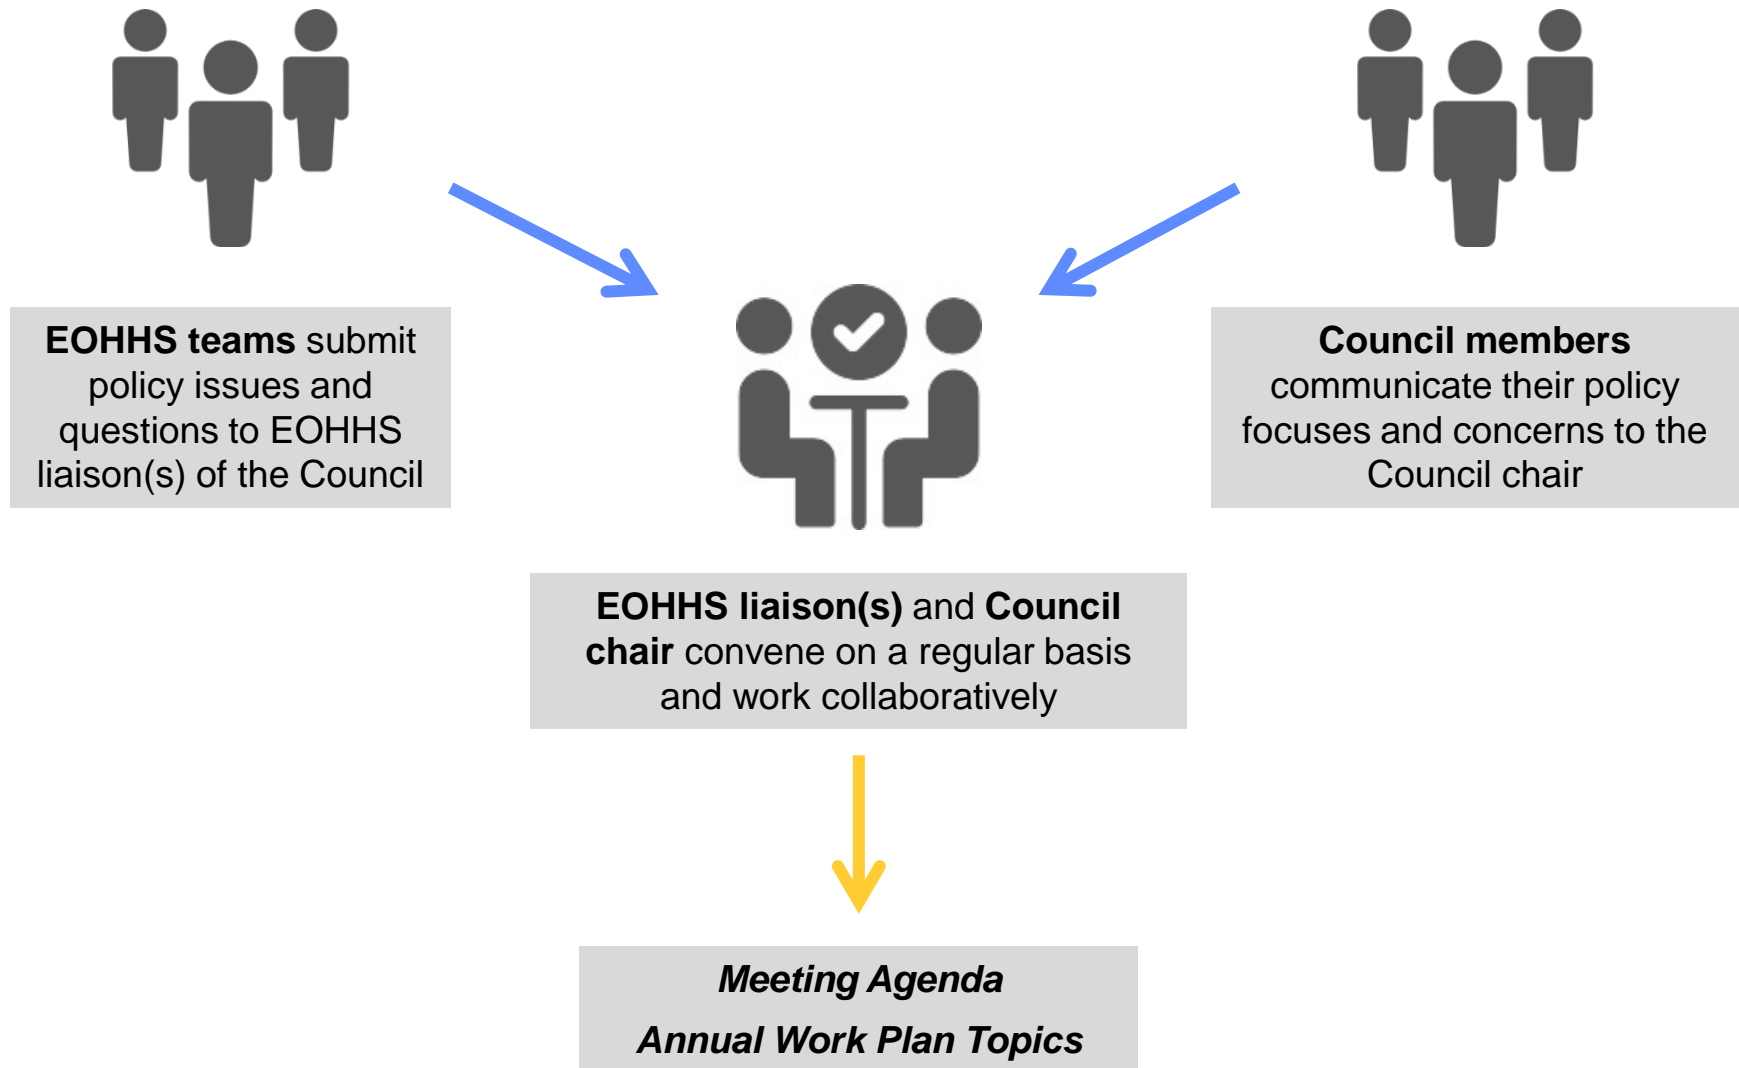 EOHHS teams submit
policy issues and
questions to EOHHS
liaison(s) of the Council
Council members
communicate their policy
focuses and concerns to the
Council chair
EOHHS liaison(s) and Council
chair convene on a regular basis
and work collaboratively
Meeting Agenda
Annual Work Plan Topics